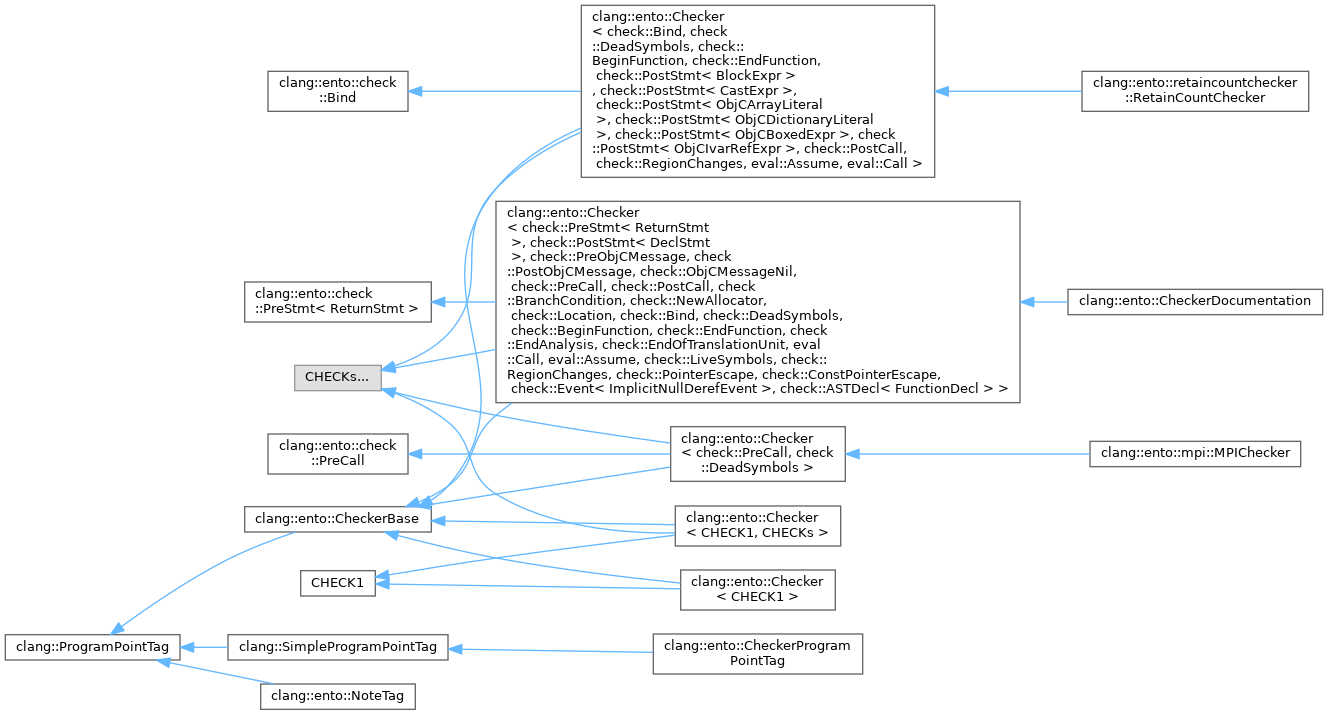 clang::ento::Checker
< check::Bind, check
::DeadSymbols, check::
BeginFunction, check::EndFunction,
check::PostStmt< BlockExpr >
, check::PostStmt< CastExpr >,
check::PostStmt< ObjCArrayLiteral
>, check::PostStmt< ObjCDictionaryLiteral
>, check::PostStmt< ObjCBoxedExpr >, check
::PostStmt< ObjCIvarRefExpr >, check::PostCall,
check::RegionChanges, eval::Assume, eval::Call >
clang::ento::check
::Bind
clang::ento::retaincountchecker
::RetainCountChecker
clang::ento::Checker
< check::PreStmt< ReturnStmt
>, check::PostStmt< DeclStmt
>, check::PreObjCMessage, check
::PostObjCMessage, check::ObjCMessageNil,
check::PreCall, check::PostCall, check
::BranchCondition, check::NewAllocator,
check::Location, check::Bind, check::DeadSymbols,
check::BeginFunction, check::EndFunction, check
::EndAnalysis, check::EndOfTranslationUnit, eval
::Call, eval::Assume, check::LiveSymbols, check::
RegionChanges, check::PointerEscape, check::ConstPointerEscape,
check::Event< ImplicitNullDerefEvent >, check::ASTDecl< FunctionDecl > >
clang::ento::check
::PreStmt< ReturnStmt >
clang::ento::CheckerDocumentation
CHECKs...
clang::ento::check
::PreCall
clang::ento::Checker
< check::PreCall, check
::DeadSymbols >
clang::ento::mpi::MPIChecker
clang::ento::CheckerBase
clang::ento::Checker
< CHECK1, CHECKs >
CHECK1
clang::ento::Checker
< CHECK1 >
clang::ProgramPointTag
clang::SimpleProgramPointTag
clang::ento::CheckerProgram
PointTag
clang::ento::NoteTag